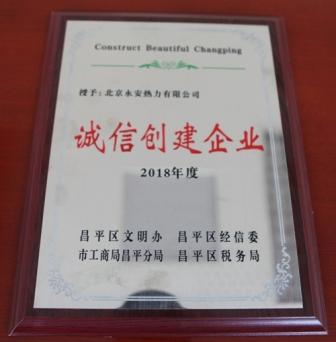 Construct Beautiful Changping
授予：北京永安热力有限公司
诚信创建企业
2018年度
昌平区文明办 昌平区经信委
市工商局昌平分局 昌平区税务局